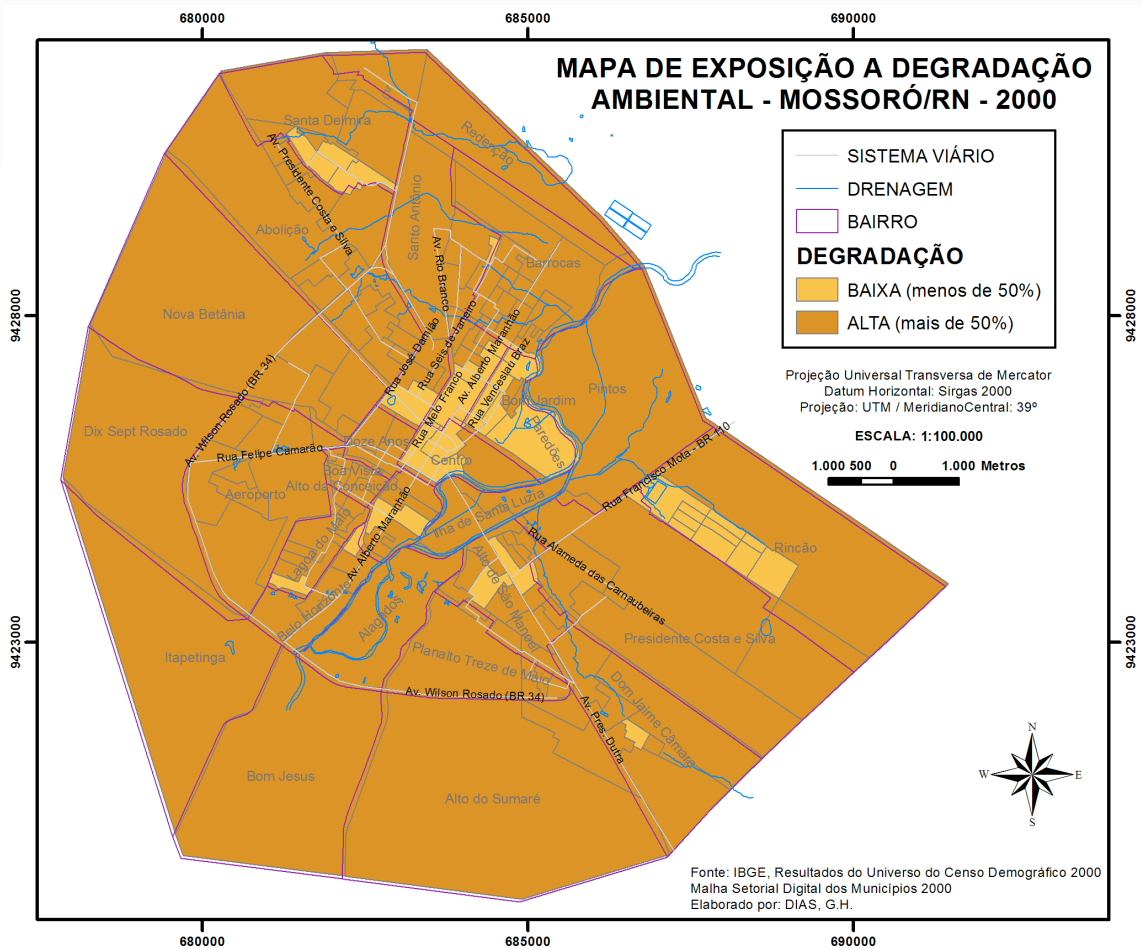 680000
685000
690000
MAPA DE EXPOSIÇÃO A DEGRADAÇÃO
AMBIENTAL - MOSSORÓ/RN - 2000
SISTEMA VIÁRIO
DRENAGEM
BAIRRO
DEGRADAÇÃO
BAIXA (menos de 50%)
ALTA (mais de 50%)
Projeção Universal Transversa de Mercator
Datum Horizontal: Sirgas 2000
Projeção: UTM / MeridianoCentral: 39º
ESCALA: 1:100.000
1.000 500 0 1.000 Metros
9428000
9428000
9423000
9423000
Santa Delmira
Redenção
Av. Presidente Costa e Silva
Santo Antônio
Abolição
Av. Rio Branco
Barrocas
Nova Betânia
Rua José Damião
Rua Seis de Janeiro
Av. Alberto Maranhão
Rua Venceslau Braz
Rua Melo Franco
Bom Jardim
Pintos
Paredões
Av. Wilson Rosado (BR 34)
Dix Sept Rosado
Rua Felipe Camarão
Doze Anos
Centro
Boa Vista
Alto da Conceição
Aeroporto
Rua Francisco Mota - BR-110
Ilha de Santa Luzia
Lagoa do Mato
Av. Alberto Maranhão
Rua Alameda das Carnaubeiras
Alto de São Manoel
Rincão
Belo Horizonte
Alagados
Presidente Costa e Silva
Itapetinga
Planalto Treze de Maio
Av. Wilson Rosado (BR 34)
Dom Jaime Câmara
Av. Pres. Dutra
Bom Jesus
Alto do Sumaré
N
W
E
S
Fonte: IBGE, Resultados do Universo do Censo Demográfico 2000
Malha Setorial Digital dos Municípios 2000
Elaborado por: DIAS, G.H.
680000
685000
690000